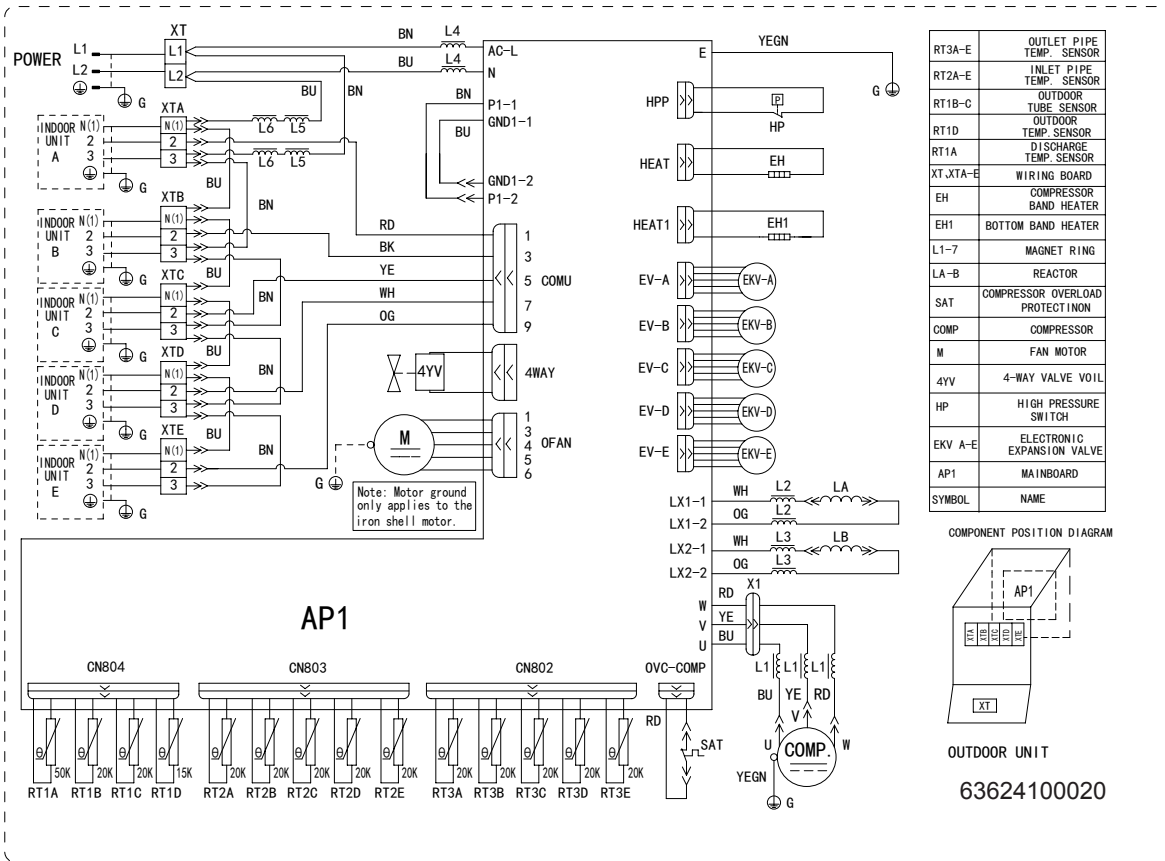 POWER
L1
L2
XT
L1
L2
BN
L4
BU
L4
AC-L
N
BU
BN
G
XTA
N(1)
2
3
L6
L5
L6
L5
INDOOR
UNIT
A
N(1)
2
3
G
BU
BN
XTB
N(1)
2
3
INDOOR
UNIT
B
N(1)
2
3
G
BU
BN
XTC
N(1)
2
3
INDOOR
UNIT
C
N(1)
2
3
G
BU
BN
XTD
N(1)
2
3
INDOOR
UNIT
D
N(1)
2
3
G
BU
BN
XTE
N(1)
2
3
INDOOR
UNIT
E
N(1)
2
3
G
BN
P1-1
GND1-1
BU
GND1-2
P1-2
RD
1
BK
3
YE
5
COMU
WH
7
OG
9
4YV
4WAY
M
1
3
4
5
6
OFAN
G
Note: Motor ground
only applies to the
iron shell motor.
E
YEGN
G
HPP
P
HP
HEAT
EH
HEAT1
EH1
EV-A
EKV-A
EV-B
EKV-B
EV-C
EKV-C
EV-D
EKV-D
EV-E
EKV-E
LX1-1
WH
L2
LA
LX1-2
OG
L2
LX2-1
WH
L3
LB
LX2-2
OG
L3
X1
W
RD
V
YE
U
BU
L1
L1
L1
BU
YE
RD
V
U
W
COMP.
YEGN
G
AP1
CN804
CN803
CN802
OVC-COMP
RD
SAT
θ
θ
θ
θ
θ
θ
θ
θ
θ
θ
θ
θ
θ
θ
50K
20K
20K
15K
20K
20K
20K
20K
20K
20K
20K
20K
20K
20K
RT1A
RT1B
RT1C
RT1D
RT2A
RT2B
RT2C
RT2D
RT2E
RT3A
RT3B
RT3C
RT3D
RT3E
RT3A-E
OUTLET PIPE
TEMP. SENSOR
RT2A-E
INLET PIPE
TEMP. SENSOR
RT1B-C
OUTDOOR
TUBE SENSOR
RT1D
OUTDOOR
TEMP. SENSOR
RT1A
DISCHARGE
TEMP. SENSOR
XT,XTA-E
WIRING BOARD
EH
COMPRESSOR
BAND HEATER
EH1
BOTTOM BAND HEATER
L1-7
MAGNET RING
LA-B
REACTOR
SAT
COMPRESSOR OVERLOAD
PROTECTINON
COMP
COMPRESSOR
M
FAN MOTOR
4YV
4-WAY VALVE VOIL
HP
HIGH PRESSURE
SWITCH
EKV A-E
ELECTRONIC
EXPANSION VALVE
AP1
MAINBOARD
SYMBOL
NAME
COMPONENT POSITION DIAGRAM
AP1
XTA
XTB
XTC
XTD
XTE
XT
OUTDOOR UNIT
63624100020